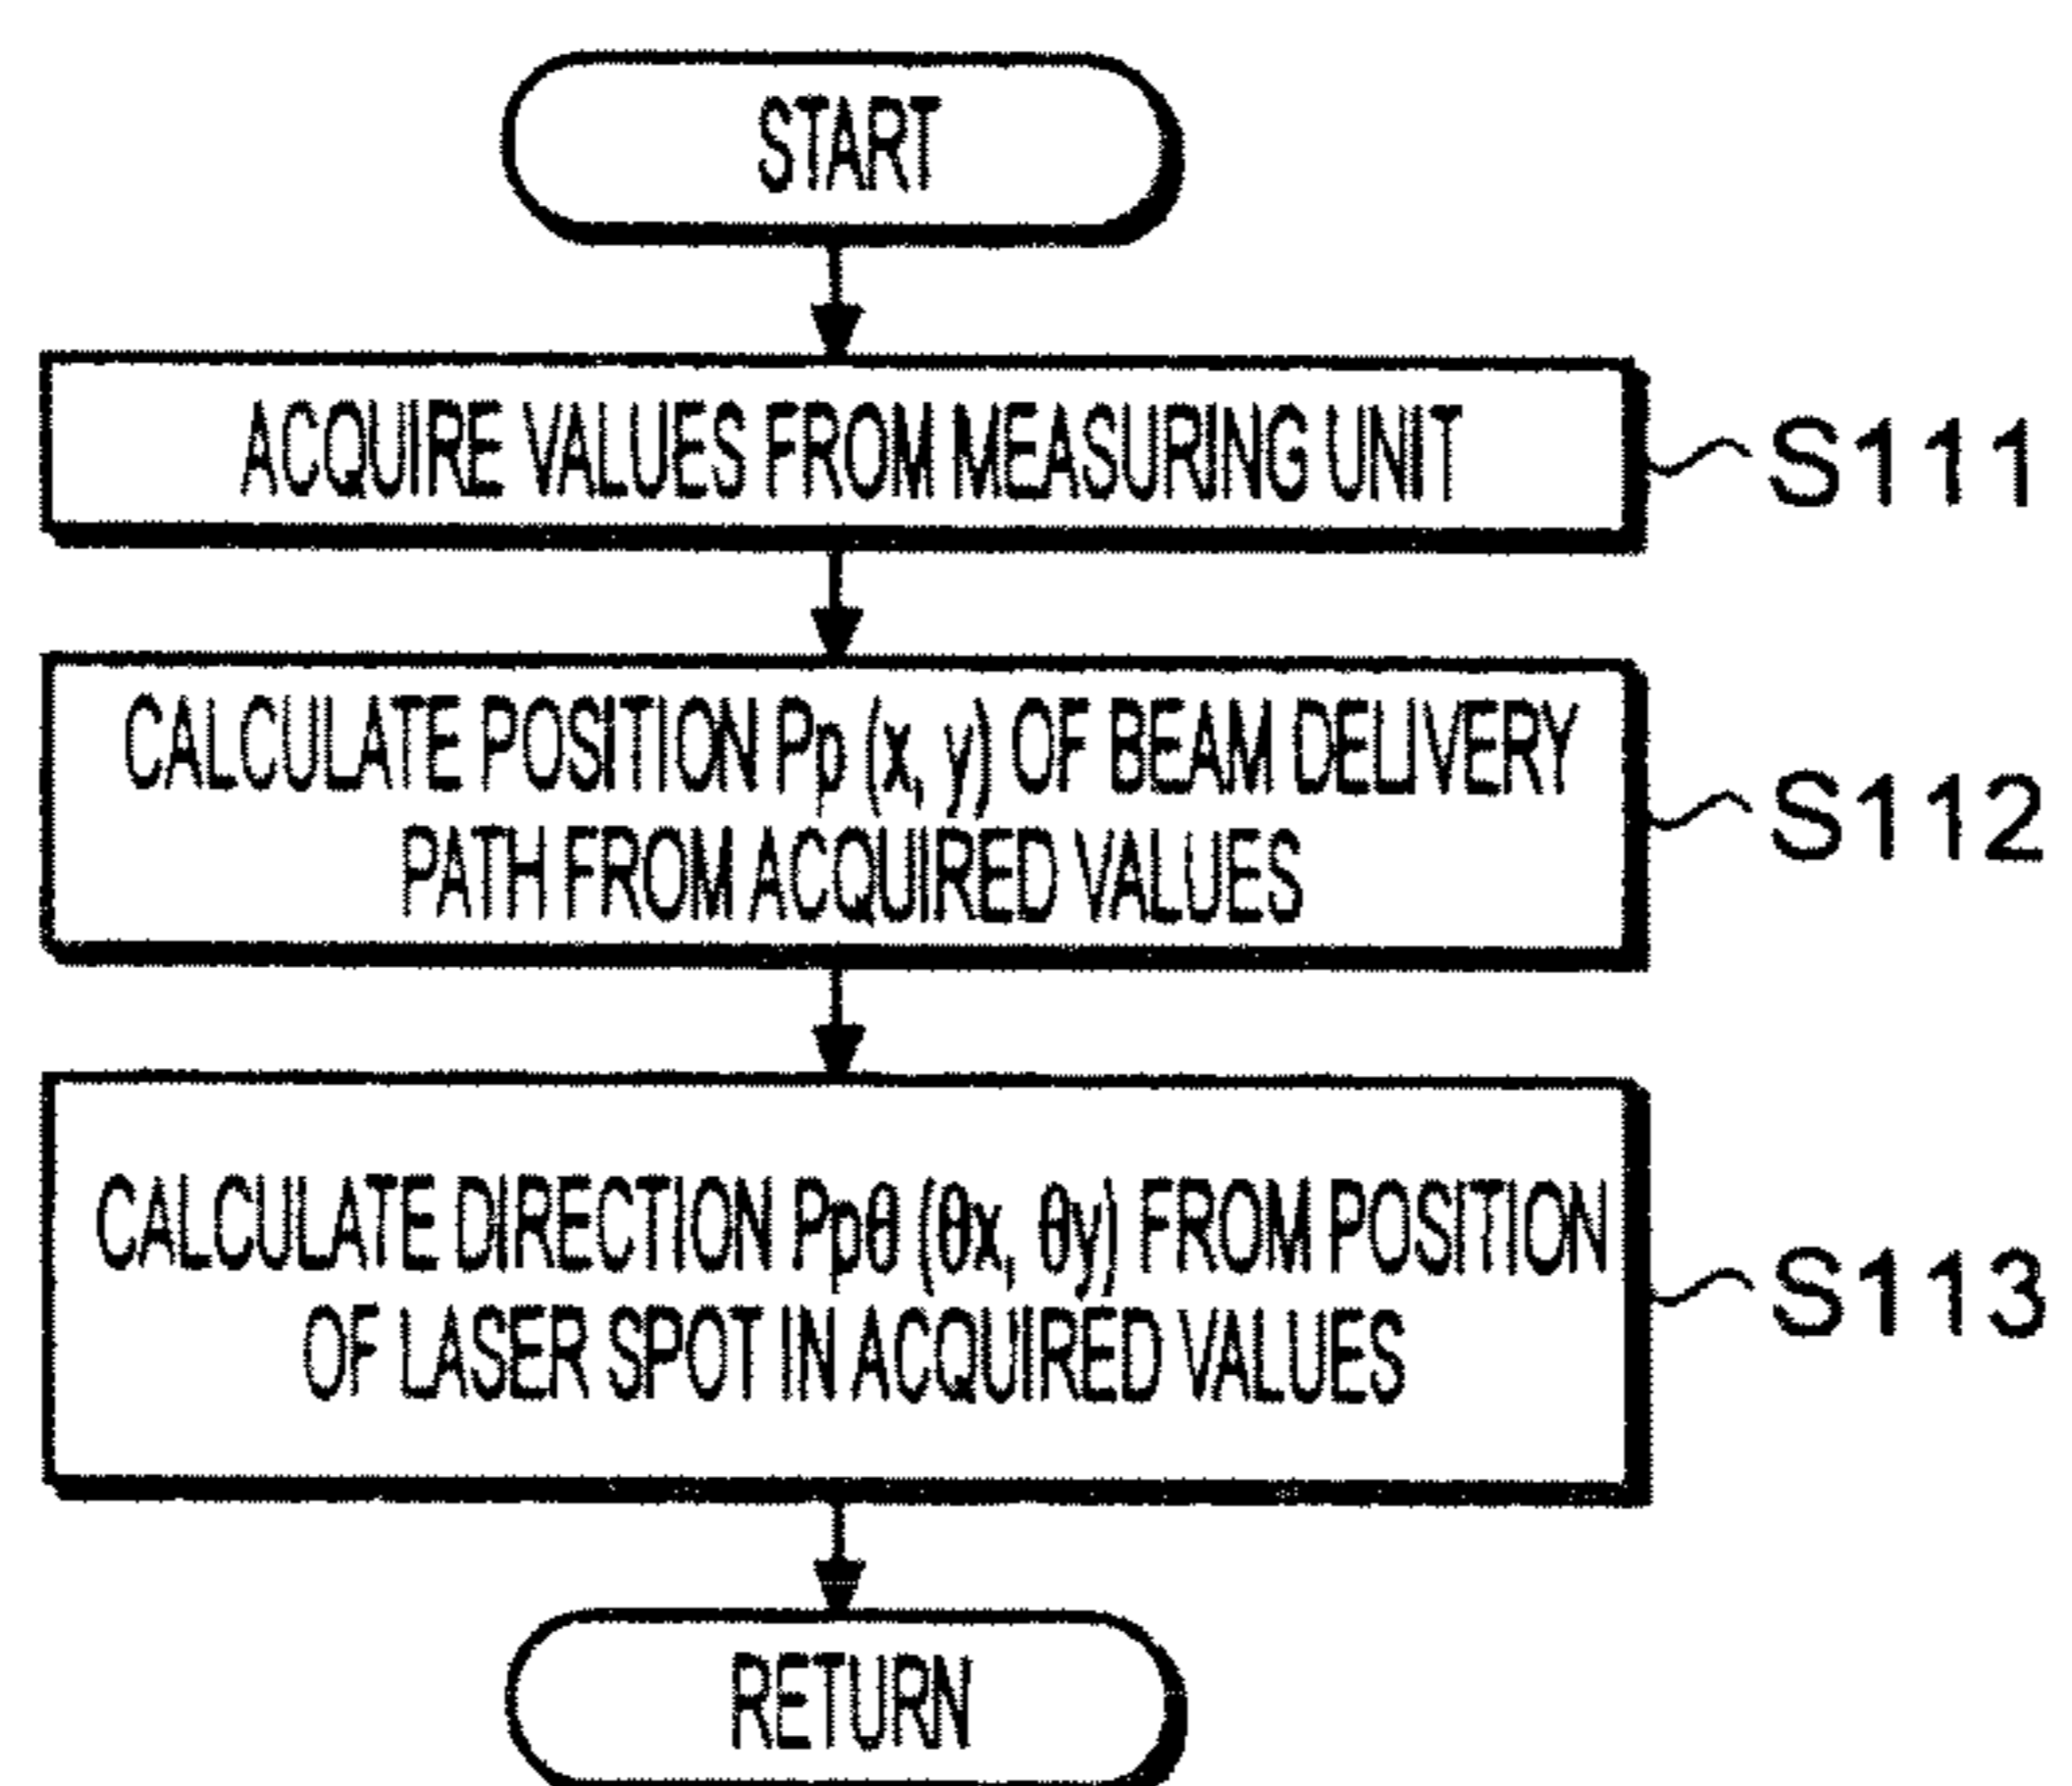 START
ACQUIRE VALUES FROM MEASURING UNIT
S111
CALCULATE POSITION Pp (x, y) OF BEAM DELIVERY
PATH FROM ACQUIRED VALUES
S112
CALCULATE DIRECTION Ppθ (θx, θy) FROM POSITION
OF LASER SPOT IN ACQUIRED VALUES
S113
RETURN